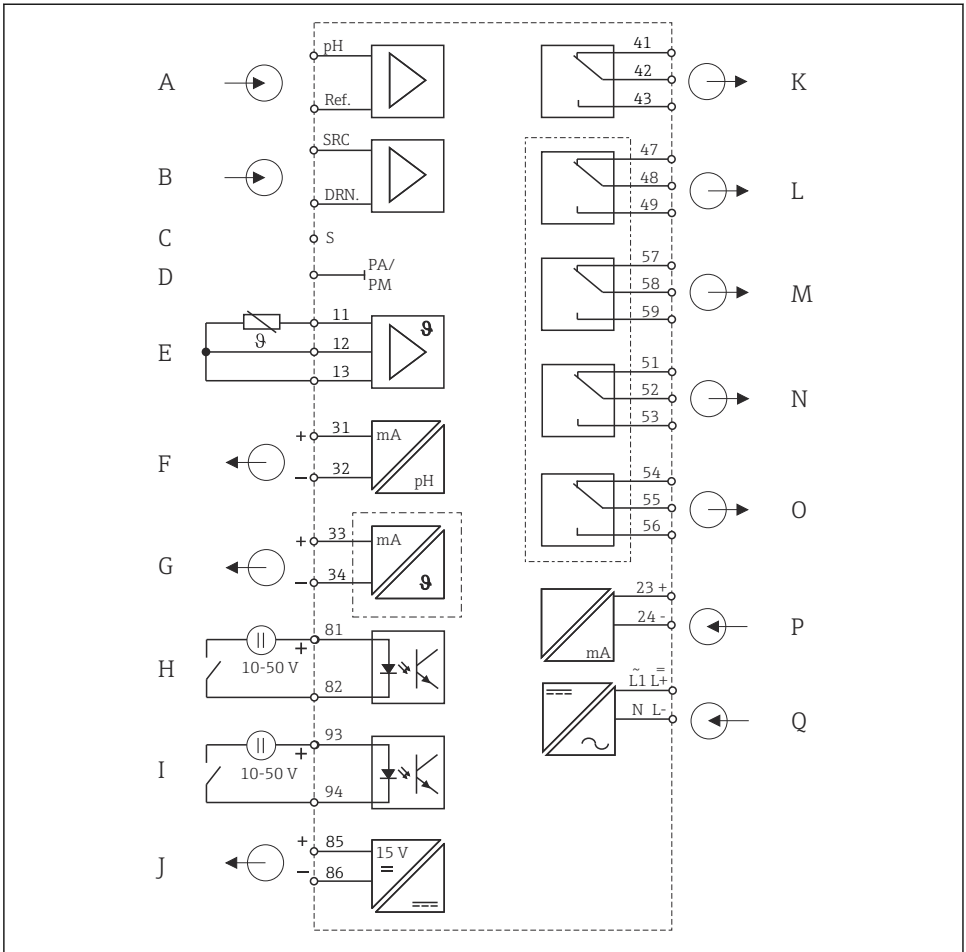 A
pH
Ref.
B
SRC
DRN.
C
S
D
PA/
PM
E
ϑ
11
12
13
ϑ
F
+ 31
− 32
mA
pH
G
+ 33
− 34
mA
ϑ
H
10-50 V
+
81
82
I
10-50 V
+
93
94
J
+ 85
− 86
15 V
=
41
42
43
K
47
48
49
L
57
58
59
M
51
52
53
N
54
55
56
O
23 +
24 -
mA
P
~ =
L1 L+
N L-
Q